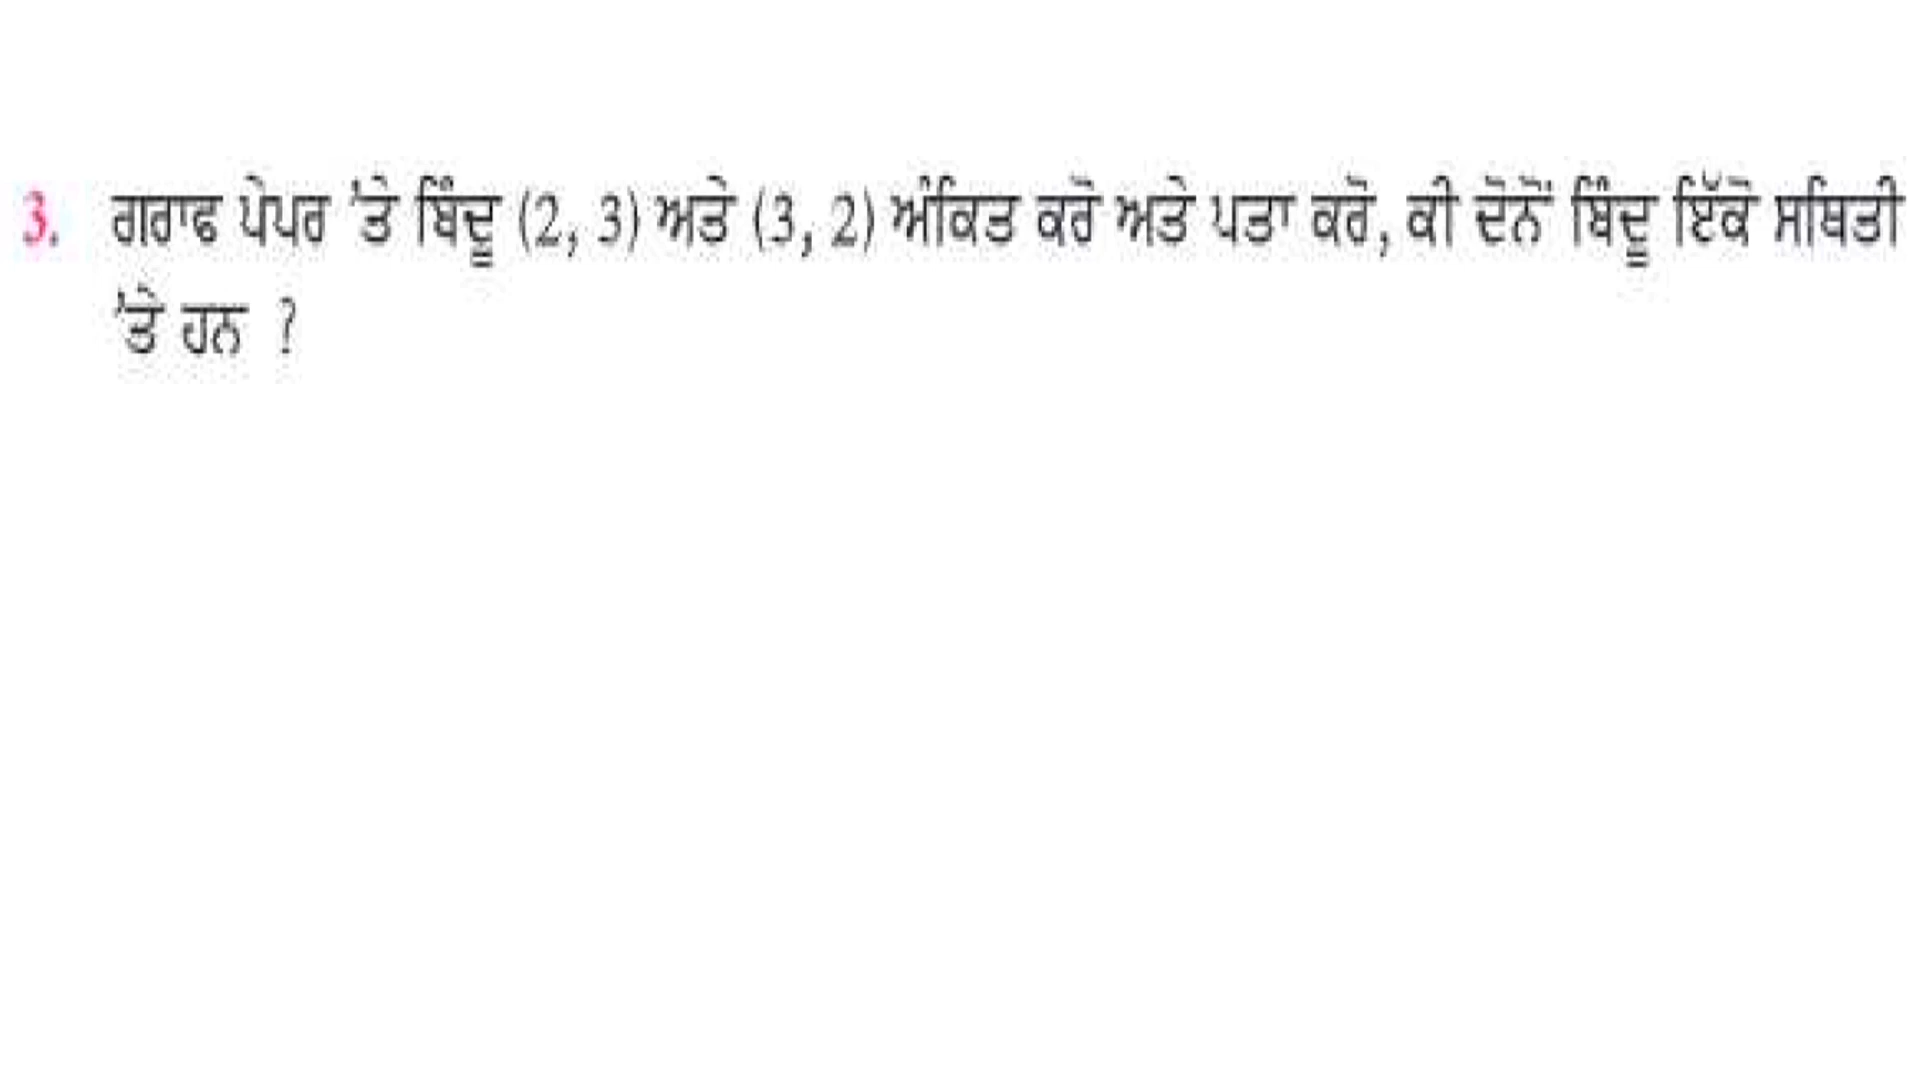 3. ਗਰਾਫ ਪੇਪਰ 'ਤੇ ਬਿੰਦੂ (2, 3) ਅਤੇ (3, 2) ਅੰਕਿਤ ਕਰੋ ਅਤੇ ਪਤਾ ਕਰੋ, ਕੀ ਦੋਨੋਂ ਬਿੰਦੂ ਇੱਕੋ ਸਥਿਤੀ
'ਤੇ ਹਨ ?